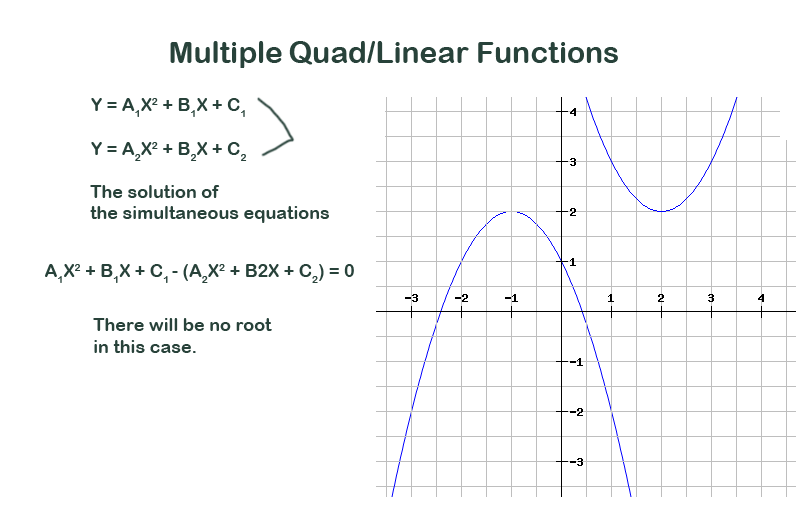 Multiple Quad/Linear Functions
Y = A₁X² + B₁X + C₁
Y = A₂X² + B₂X + C₂
The solution of
the simultaneous equations
A₁X² + B₁X + C₁ - (A₂X² + B2X + C₂) = 0
There will be no root
in this case.
4
3
2
1
-3 -2 -1 1 2 3 4
-1
-2
-3